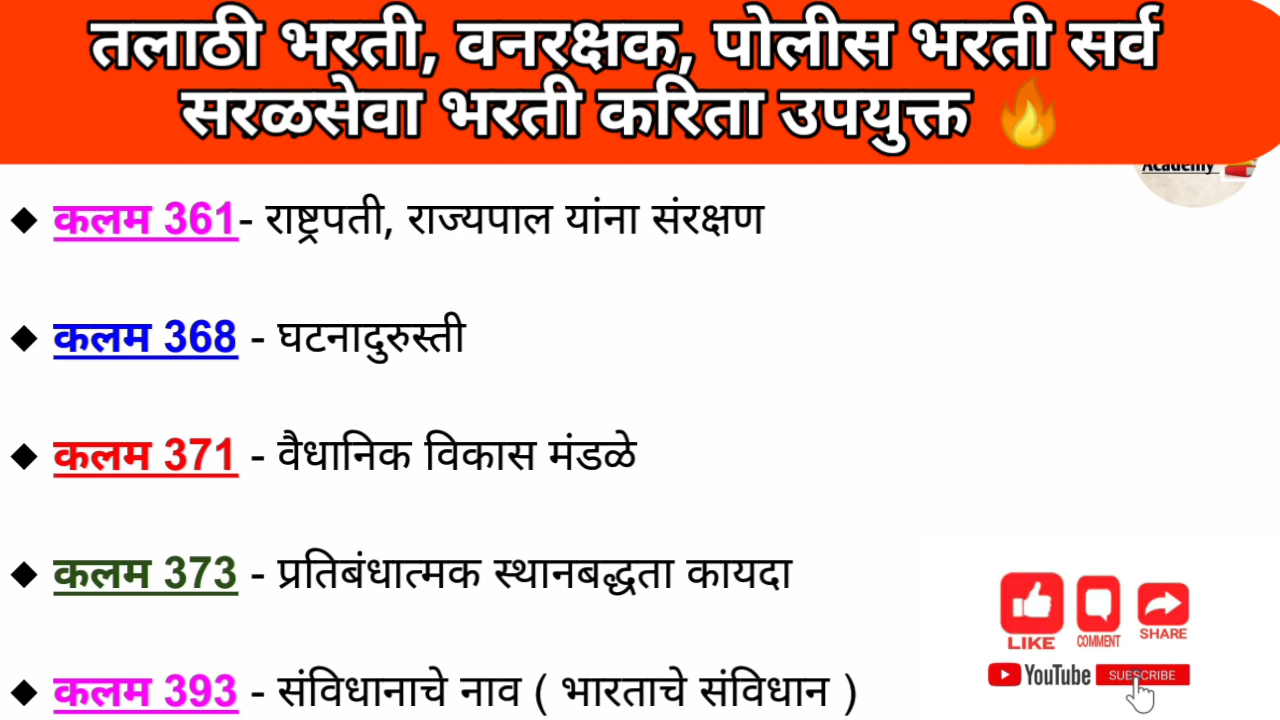 तलाठी भरती, वनरक्षक, पोलीस भरती सर्व
सरळसेवा भरती करिता उपयुक्त 🔥
Academy
◆ कलम 361- राष्ट्रपती, राज्यपाल यांना संरक्षण
◆ कलम 368 - घटनादुरुस्ती
◆ कलम 371 - वैधानिक विकास मंडळे
◆ कलम 373 - प्रतिबंधात्मक स्थानबद्धता कायदा
◆ कलम 393 - संविधानाचे नाव ( भारताचे संविधान )
LIKE COMMENT SHARE
YouTube SUBSCRIBE